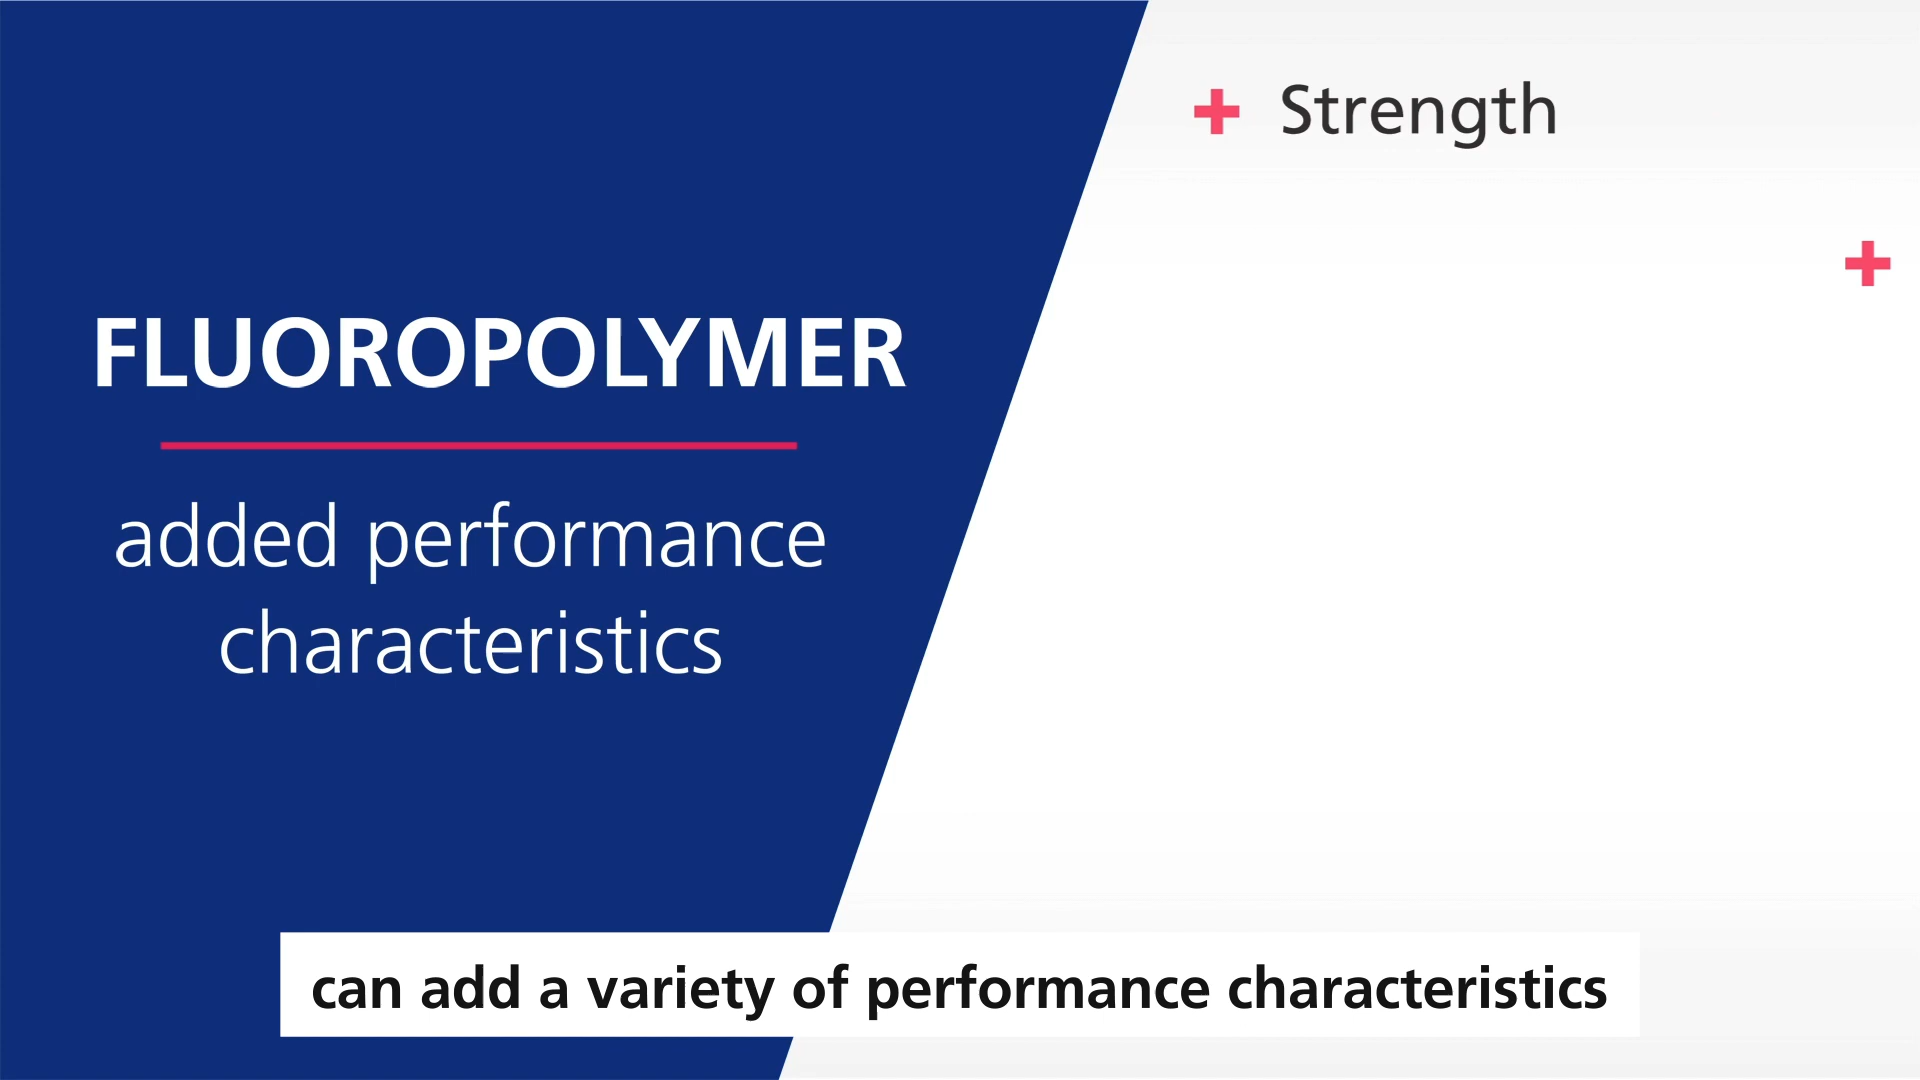 FLUOROPOLYMER
added performance
characteristics
+ Strength
+
can add a variety of performance characteristics